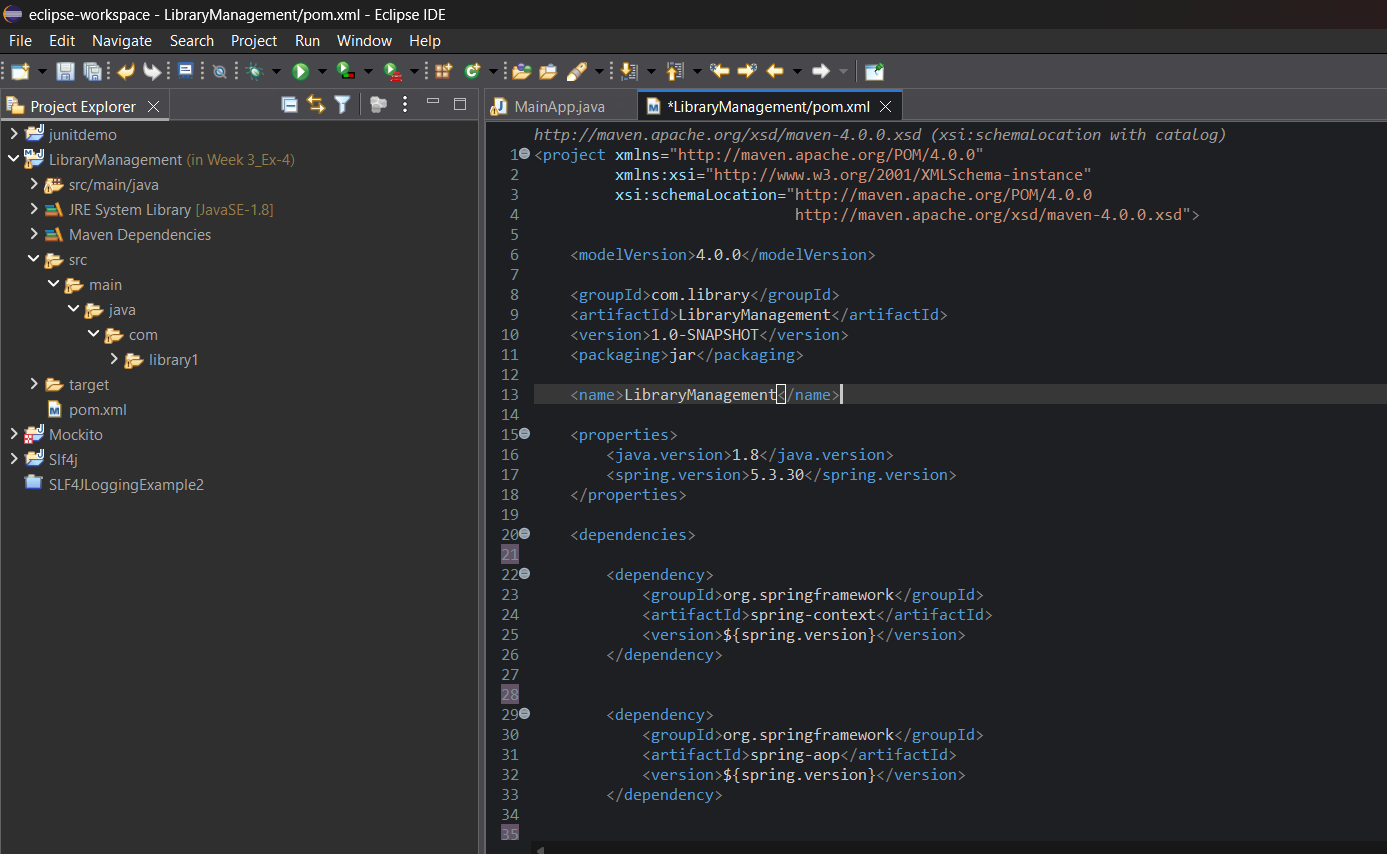 eclipse-workspace - LibraryManagement/pom.xml - Eclipse IDE
File Edit Navigate Search Project Run Window Help
Project Explorer
junitdemo
LibraryManagement (in Week 3_Ex-4)
src/main/java
JRE System Library [JavaSE-1.8]
Maven Dependencies
src
main
java
com
library1
target
pom.xml
Mockito
Slf4j
SLF4JLoggingExample2
MainApp.java *LibraryManagement/pom.xml
http://maven.apache.org/xsd/maven-4.0.0.xsd (xsi:schemaLocation with catalog)
1 <project xmlns="http://maven.apache.org/POM/4.0.0"
2 xmlns:xsi="http://www.w3.org/2001/XMLSchema-instance"
3 xsi:schemaLocation="http://maven.apache.org/POM/4.0.0
4 http://maven.apache.org/xsd/maven-4.0.0.xsd">
5
6 <modelVersion>4.0.0</modelVersion>
7
8 <groupId>com.library</groupId>
9 <artifactId>LibraryManagement</artifactId>
10 <version>1.0-SNAPSHOT</version>
11 <packaging>jar</packaging>
12
13 <name>LibraryManagement</name>
14
15 <properties>
16 <java.version>1.8</java.version>
17 <spring.version>5.3.30</spring.version>
18 </properties>
19
20 <dependencies>
21
22 <dependency>
23 <groupId>org.springframework</groupId>
24 <artifactId>spring-context</artifactId>
25 <version>${spring.version}</version>
26 </dependency>
27
28
29 <dependency>
30 <groupId>org.springframework</groupId>
31 <artifactId>spring-aop</artifactId>
32 <version>${spring.version}</version>
33 </dependency>
34
35